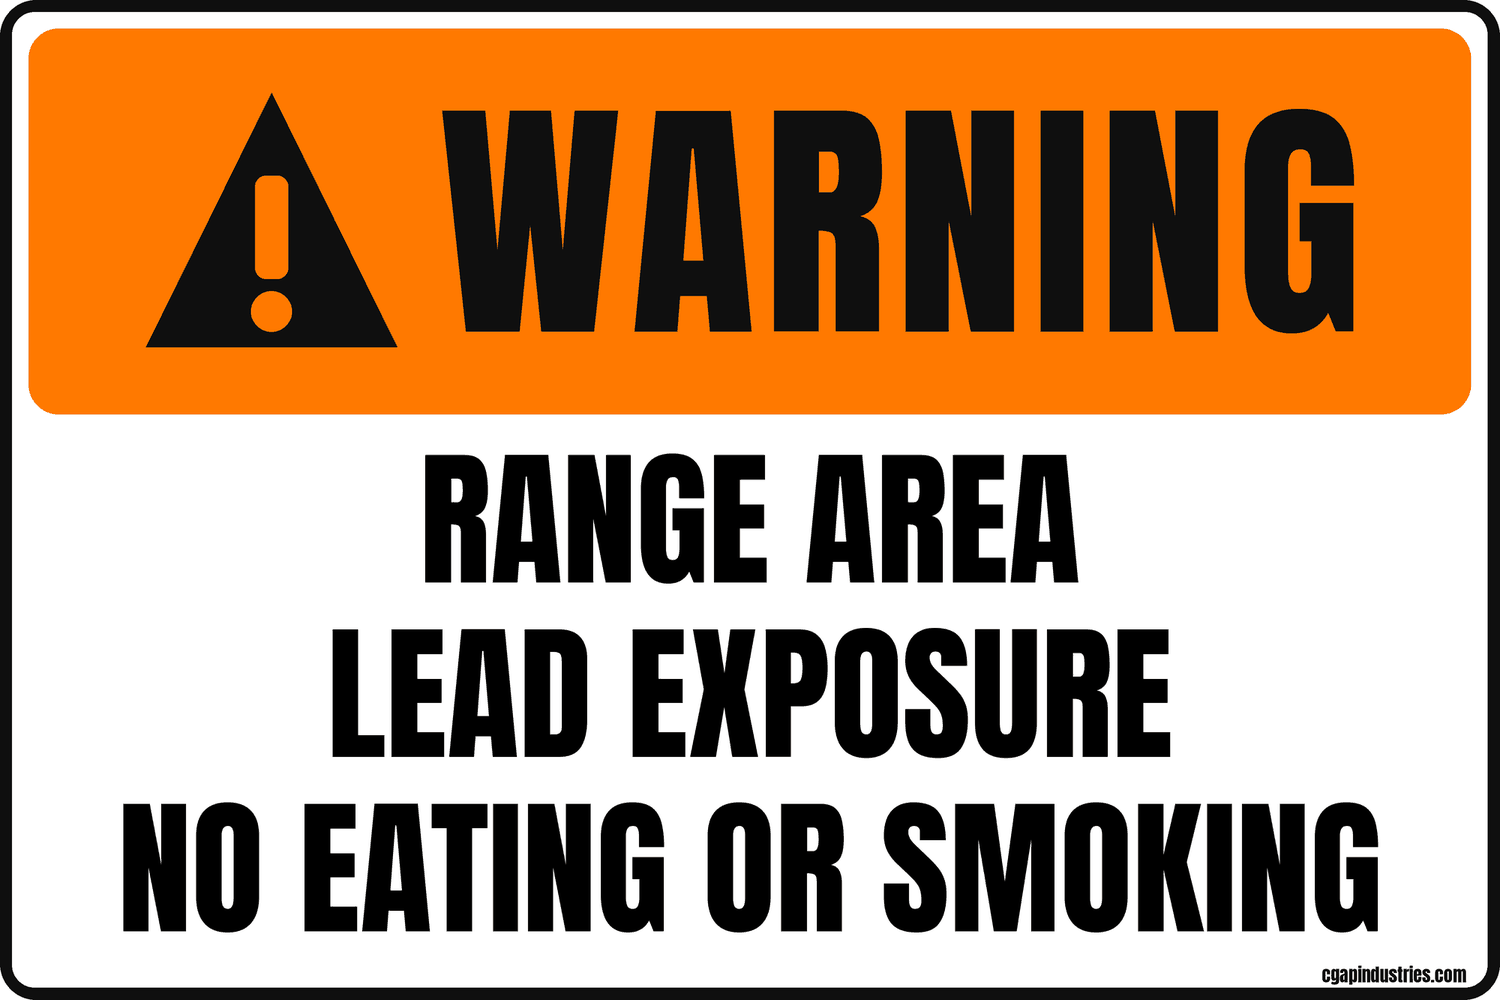 WARNING
RANGE AREA
LEAD EXPOSURE
NO EATING OR SMOKING
cgapindustries.com